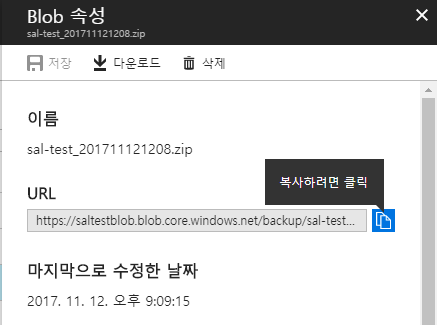 Blob 속성
sal-test_201711121208.zip
저장 다운로드 삭제
이름
sal-test_201711121208.zip
복사하려면 클릭
URL
https://saltestblob.blob.core.windows.net/backup/sal-test...
마지막으로 수정한 날짜
2017. 11. 12. 오후 9:09:15